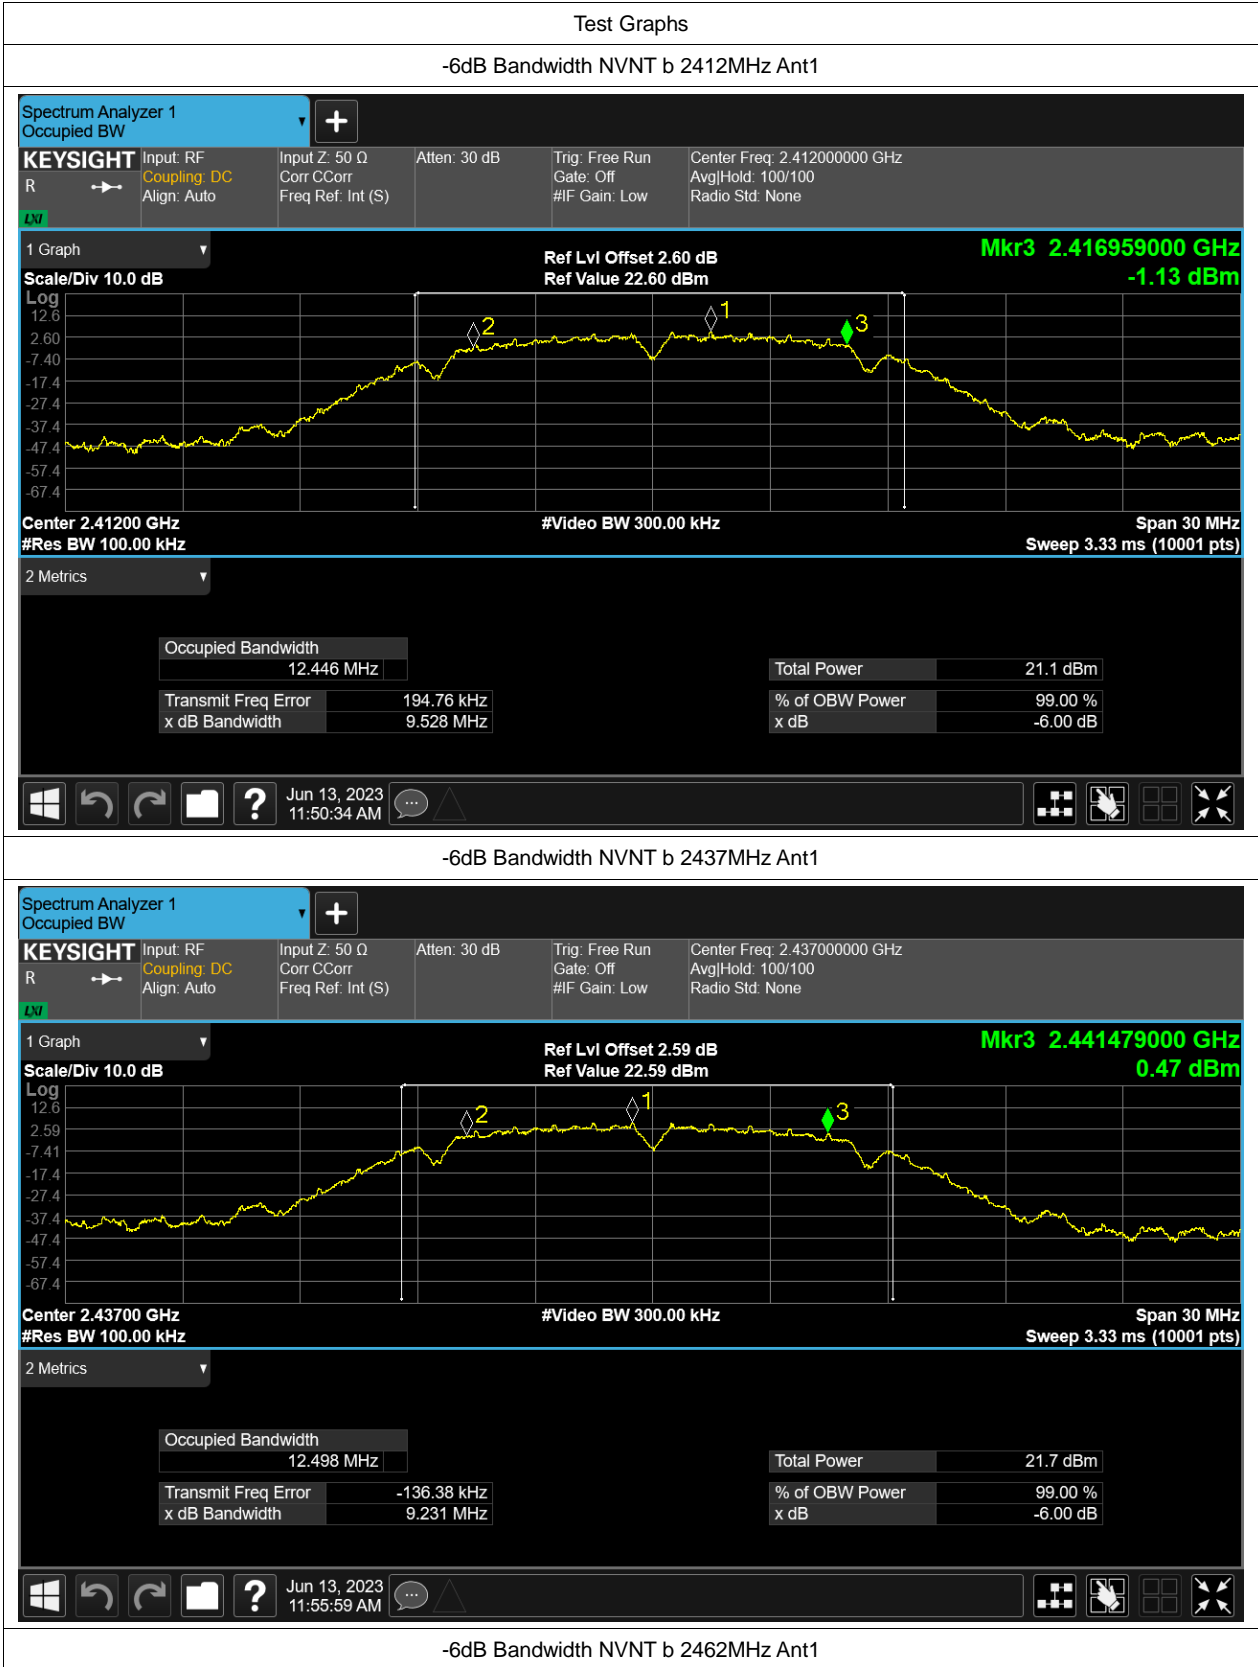 Test Graphs
-6dB Bandwidth NVNT b 2412MHz Ant1
Spectrum Analyzer 1
Occupied BW
KEYSIGHT Input: RF Input Z: 50 Ω Atten: 30 dB Trig: Free Run Center Freq: 2.412000000 GHz
R Coupling: DC Corr CCorr Gate: Off Avg|Hold: 100/100
Align: Auto Freq Ref: Int (S) #IF Gain: Low Radio Std: None
LXI
1 Graph Ref Lvl Offset 2.60 dB Mkr3 2.416959000 GHz
Scale/Div 10.0 dB Ref Value 22.60 dBm -1.13 dBm
Log
12.6
2.60
-7.40
-17.4
-27.4
-37.4
-47.4
-57.4
-67.4
2 1 3
Center 2.41200 GHz #Video BW 300.00 kHz Span 30 MHz
#Res BW 100.00 kHz Sweep 3.33 ms (10001 pts)
2 Metrics
Occupied Bandwidth
12.446 MHz Total Power 21.1 dBm
Transmit Freq Error 194.76 kHz % of OBW Power 99.00 %
x dB Bandwidth 9.528 MHz x dB -6.00 dB
? Jun 13, 2023
11:50:34 AM
-6dB Bandwidth NVNT b 2437MHz Ant1
Spectrum Analyzer 1
Occupied BW
KEYSIGHT Input: RF Input Z: 50 Ω Atten: 30 dB Trig: Free Run Center Freq: 2.437000000 GHz
R Coupling: DC Corr CCorr Gate: Off Avg|Hold: 100/100
Align: Auto Freq Ref: Int (S) #IF Gain: Low Radio Std: None
LXI
1 Graph Ref Lvl Offset 2.59 dB Mkr3 2.441479000 GHz
Scale/Div 10.0 dB Ref Value 22.59 dBm 0.47 dBm
Log
12.6
2.59
-7.41
-17.4
-27.4
-37.4
-47.4
-57.4
-67.4
2 1 3
Center 2.43700 GHz #Video BW 300.00 kHz Span 30 MHz
#Res BW 100.00 kHz Sweep 3.33 ms (10001 pts)
2 Metrics
Occupied Bandwidth
12.498 MHz Total Power 21.7 dBm
Transmit Freq Error -136.38 kHz % of OBW Power 99.00 %
x dB Bandwidth 9.231 MHz x dB -6.00 dB
? Jun 13, 2023
11:55:59 AM
-6dB Bandwidth NVNT b 2462MHz Ant1